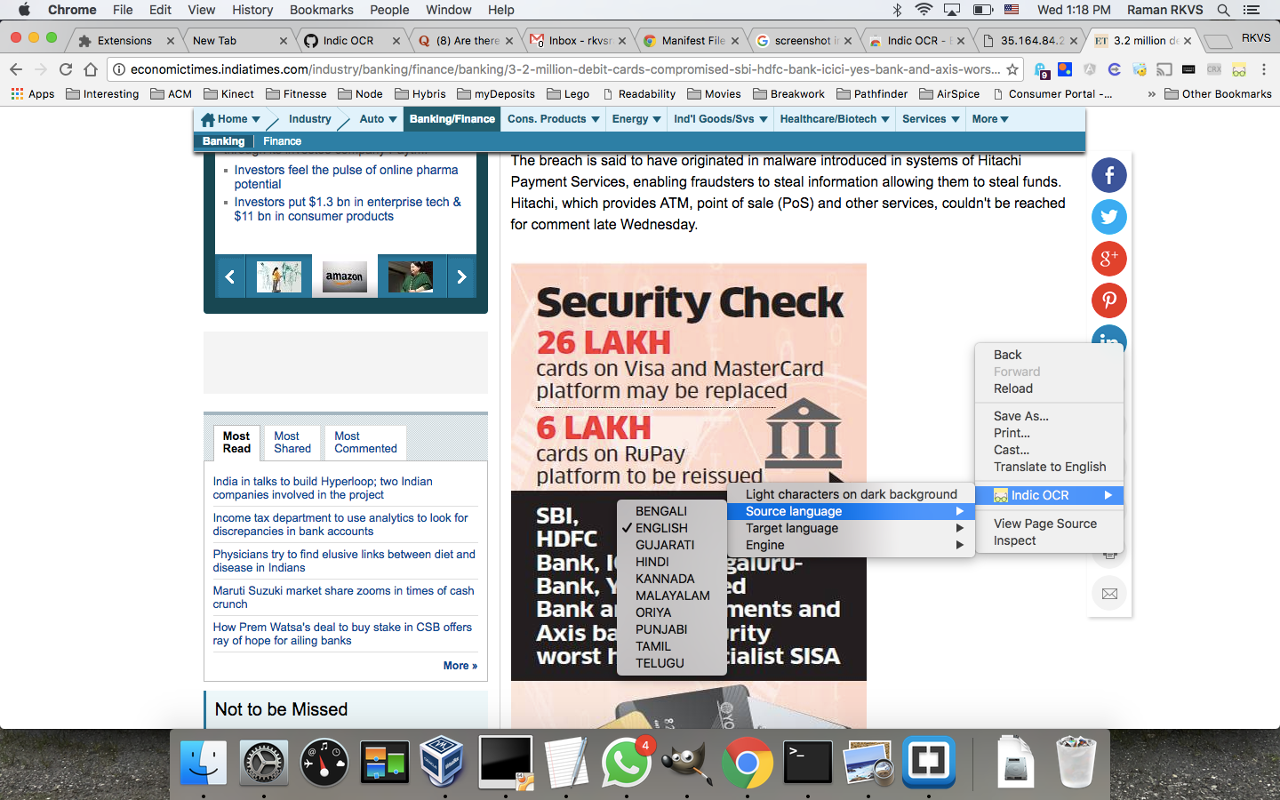 Chrome File Edit View History Bookmarks People Window Help Wed 1:18 PM Raman RKVS
Extensions New Tab Indic OCR (8) Are there Inbox - rkvsr Manifest File screenshot in Indic OCR - 35.164.84.2 ET 3.2 million de RKVS
economictimes.indiatimes.com/industry/banking/finance/banking/3-2-million-debit-cards-compromised-sbi-hdfc-bank-icici-yes-bank-and-axis-wors...
9
Apps Interesting ACM Kinect Fitnesse Node Hybris myDeposits Lego Readability Movies Breakwork Pathfinder AirSpice Consumer Portal -... » Other Bookmarks
Home Industry Auto Banking/Finance Cons. Products Energy Ind'l Goods/Svs Healthcare/Biotech Services More
Banking Finance
Investors feel the pulse of online pharma
potential
Investors put $1.3 bn in enterprise tech &
$11 bn in consumer products
amazon
Most
Read
Most
Shared
Most
Commented
India in talks to build Hyperloop; two Indian
companies involved in the project
Income tax department to use analytics to look for
discrepancies in bank accounts
Physicians try to find elusive links between diet and
disease in Indians
Maruti Suzuki market share zooms in times of cash
crunch
How Prem Watsa's deal to buy stake in CSB offers
ray of hope for ailing banks
More »
Not to be Missed
The breach is said to have originated in malware introduced in systems of Hitachi
Payment Services, enabling fraudsters to steal information allowing them to steal funds.
Hitachi, which provides ATM, point of sale (PoS) and other services, couldn't be reached
for comment late Wednesday.
Security Check
26 LAKH
cards on Visa and MasterCard
platform may be replaced
6 LAKH
cards on RuPay
platform to be reissued
SBI,
HDFC
Bank, galuru-
Bank, Y ed
Bank a ments and
Axis ba urity
worst h cialist SISA
f
g+
in
Back
Forward
Reload
Save As...
Print...
Cast...
Translate to English
Indic OCR
View Page Source
Inspect
Light characters on dark background
Source language
Target language
Engine
BENGALI
✓ ENGLISH
GUJARATI
HINDI
KANNADA
MALAYALAM
ORIYA
PUNJABI
TAMIL
TELUGU
4